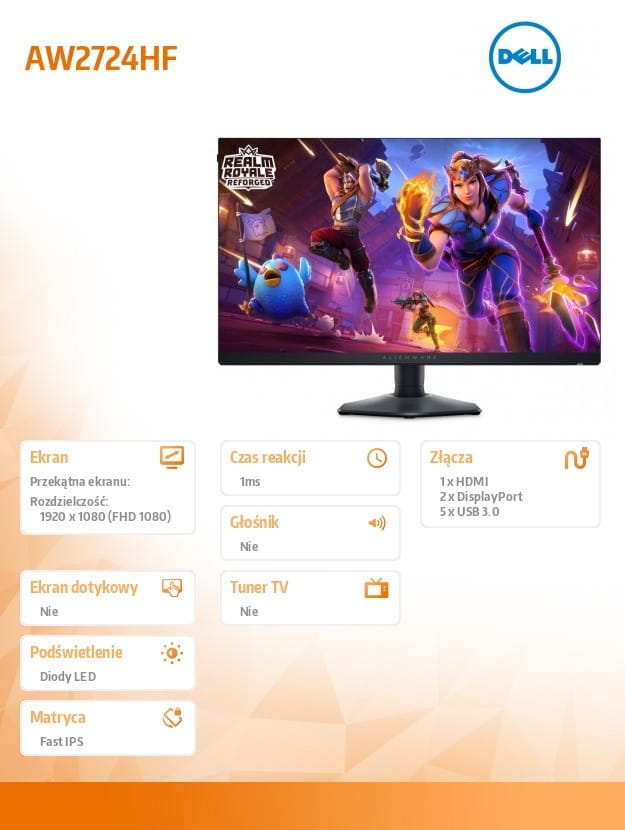 AW2724HF
DELL
REALM
ROYALE
REFORGED
ALIENWARE
Ekran
Przekątna ekranu:
Rozdzielczość:
1920 x 1080 (FHD 1080)
Czas reakcji
1ms
Złącza
1 x HDMI
2 x DisplayPort
5 x USB 3.0
Głośnik
Nie
Ekran dotykowy
Nie
Tuner TV
Nie
Podświetlenie
Diody LED
Matryca
Fast IPS